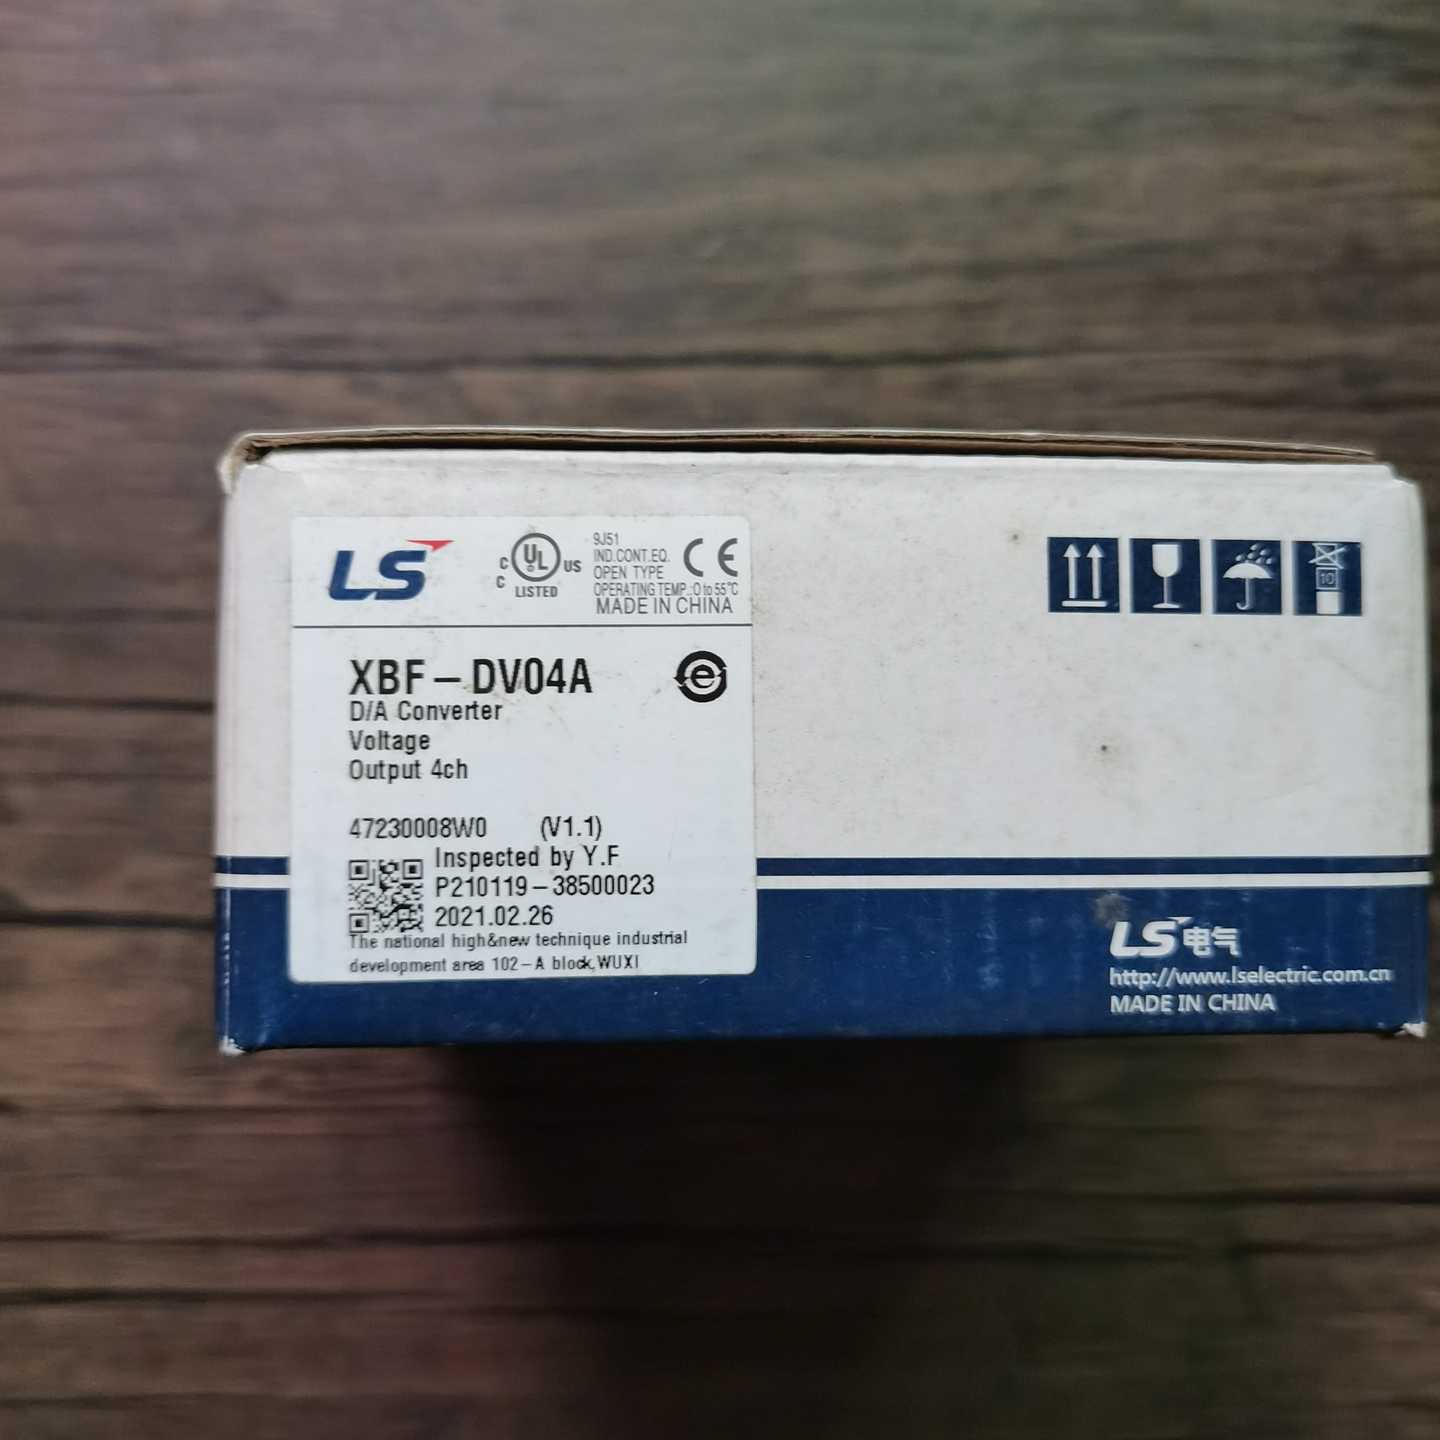 LS
C UL US
C LISTED
9J51
IND.CONT.EQ.
OPEN TYPE
OPERATING TEMP.:0 to 55℃
MADE IN CHINA
CE
XBF-DV04A
e
D/A Converter
Voltage
Output 4ch
47230008W0 (V1.1)
Inspected by Y.F
P210119-38500023
2021.02.26
The national high&new technique industrial
development area 102-A block,WUXI
10
LS电气
http://www.lselectric.com.cn
MADE IN CHINA